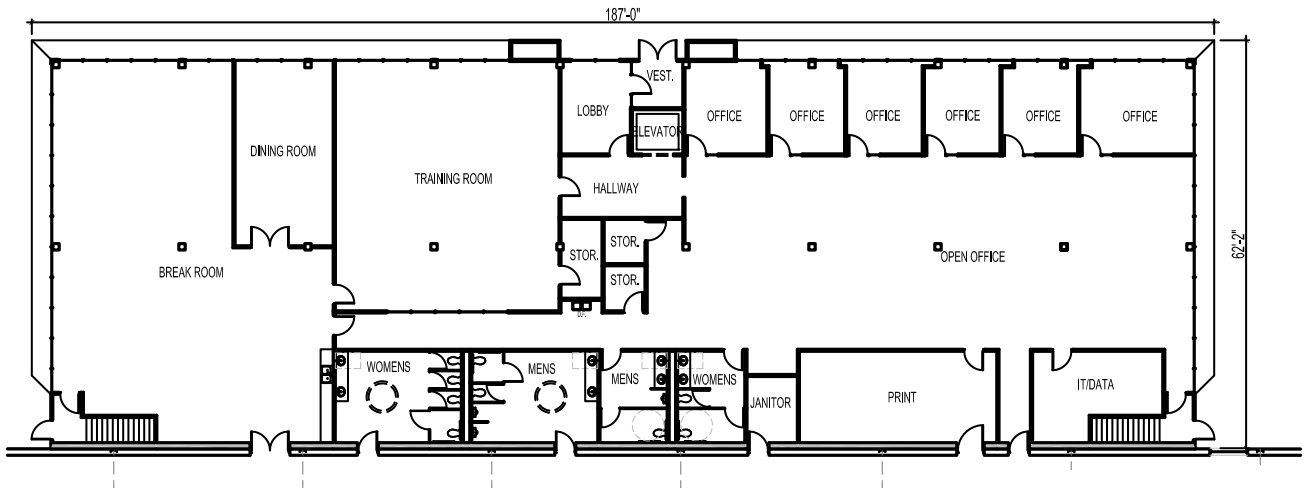 187'-0"
VEST.
LOBBY
ELEVATOR
OFFICE
OFFICE
OFFICE
OFFICE
OFFICE
OFFICE
DINING ROOM
TRAINING ROOM
HALLWAY
STOR.
STOR.
STOR.
BREAK ROOM
OPEN OFFICE
62'-2"
WOMENS
MENS
MENS
WOMENS
JANITOR
PRINT
IT/DATA